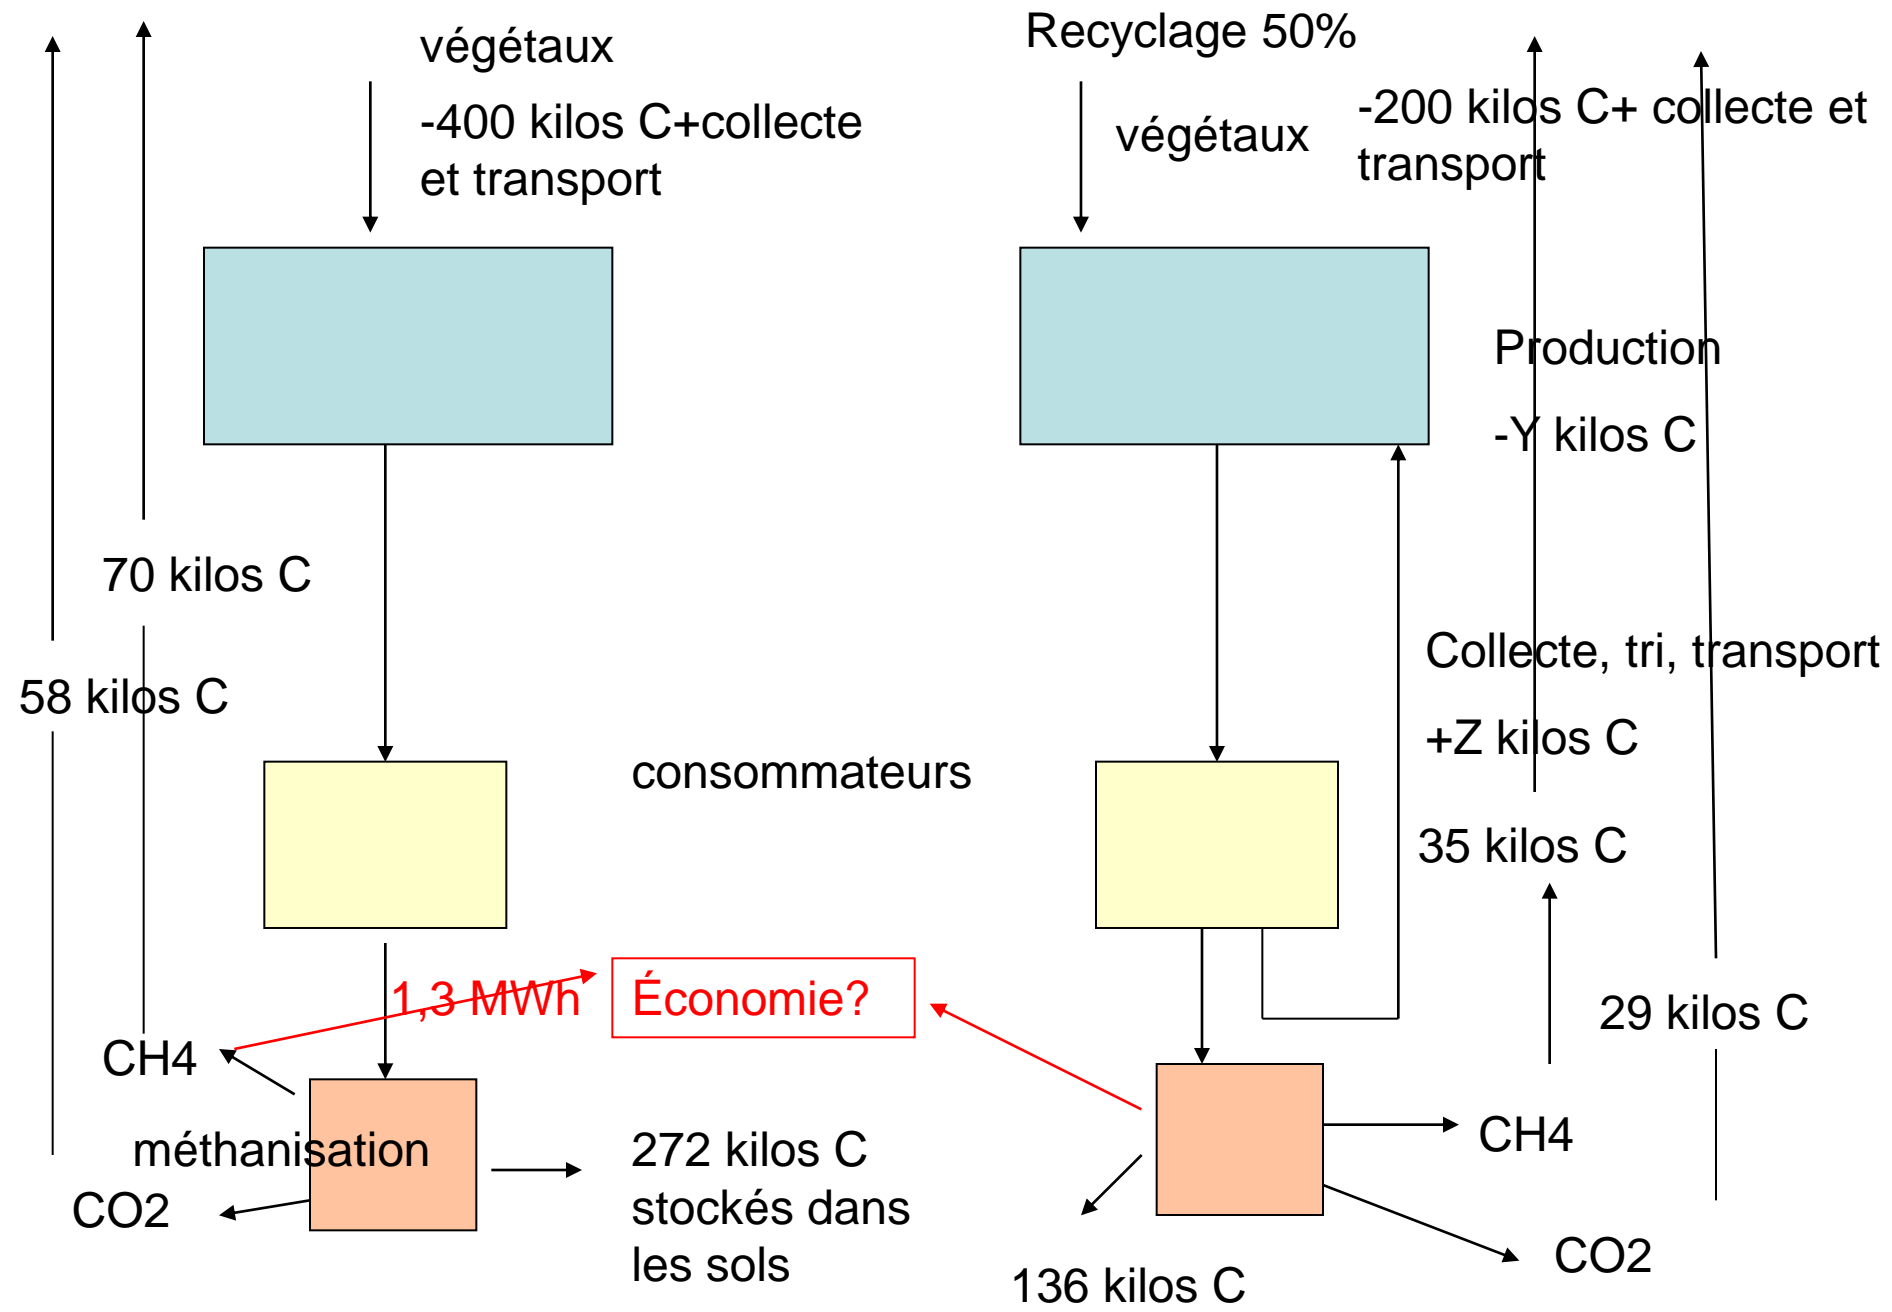 végétaux
-400 kilos C+collecte
et transport
Recyclage 50%
végétaux
-200 kilos C+ collecte et
transport
Production
-Y kilos C
70 kilos C
58 kilos C
consommateurs
Collecte, tri, transport
+Z kilos C
35 kilos C
1,3 MWh
Économie?
29 kilos C
CH4
méthanisation
CO2
272 kilos C
stockés dans
les sols
CH4
CO2
136 kilos C